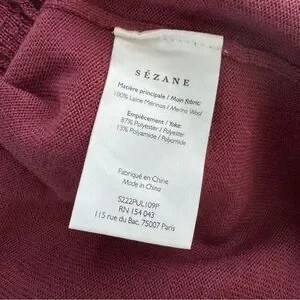 SÉZANE
Matière principale / Main fabric:
100% Laine Mérinos / Merino Wool
Empiècement / Yoke:
87% Polyester / Polyester
13% Polyamide / Polyamide
Fabriqué en Chine
Made in China
S222PUL109P
RN 154 043
115 rue du Bac, 75007 Paris